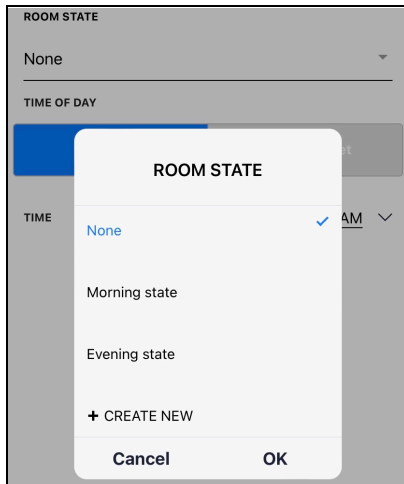 ROOM STATE
None
TIME OF DAY
et
ROOM STATE
TIME
AM
None
Morning state
Evening state
+ CREATE NEW
Cancel OK